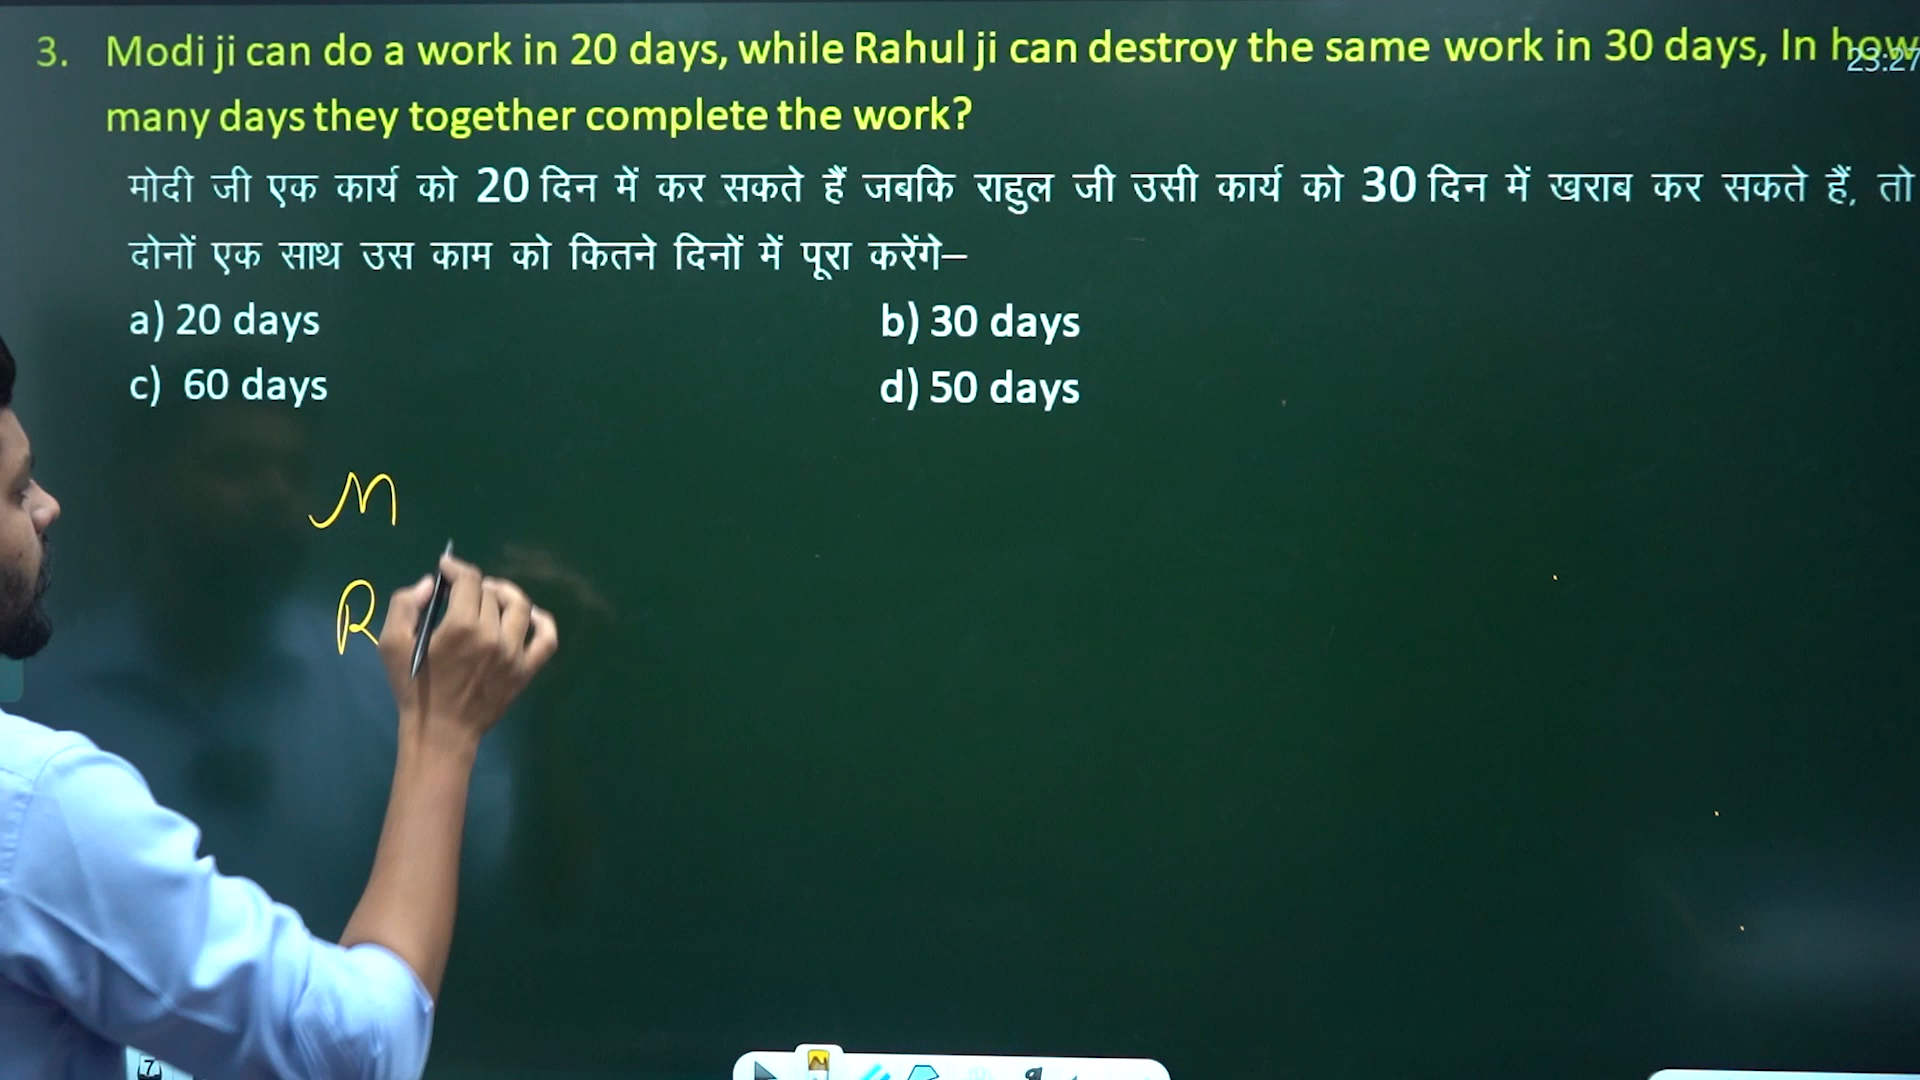 3. Modi ji can do a work in 20 days, while Rahul ji can destroy the same work in 30 days, In how
23:27
many days they together complete the work?
मोदी जी एक कार्य को 20 दिन में कर सकते हैं जबकि राहुल जी उसी कार्य को 30 दिन में खराब कर सकते हैं, तो
दोनों एक साथ उस काम को कितने दिनों में पूरा करेंगे–
a) 20 days b) 30 days
c) 60 days d) 50 days
M
R
7